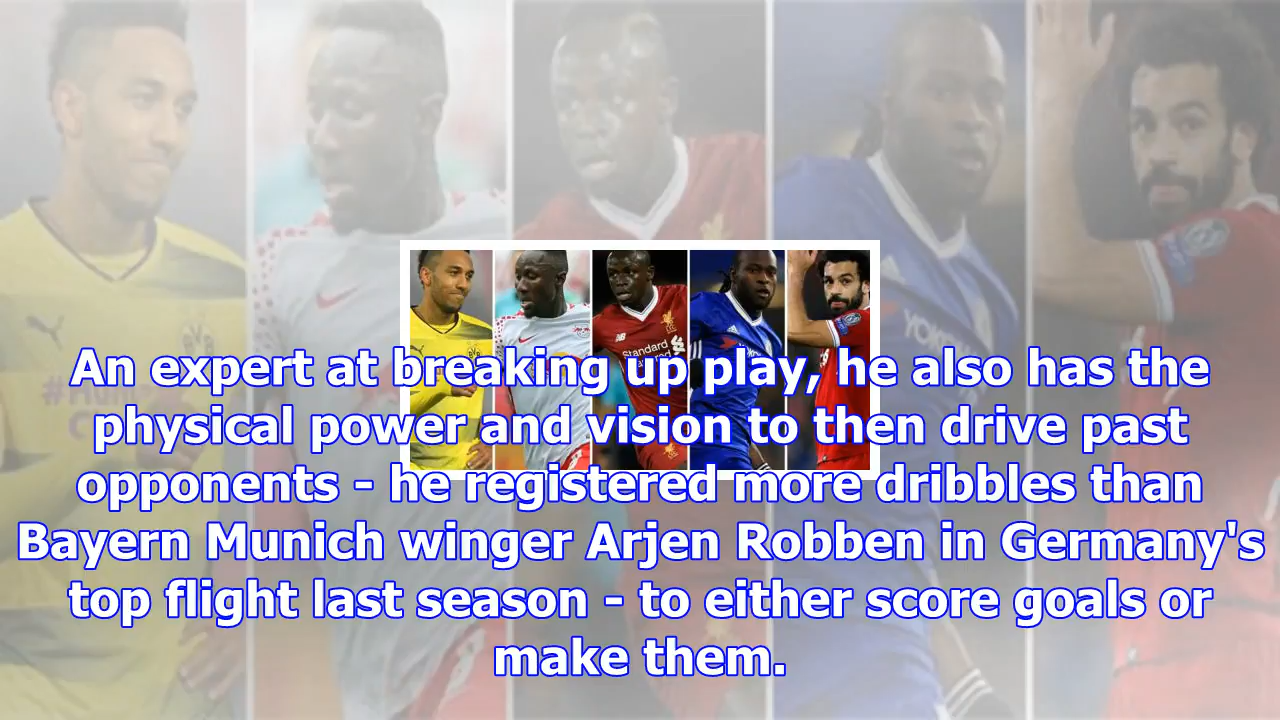 An expert at breaking up play, he also has the
physical power and vision to then drive past
opponents - he registered more dribbles than
Bayern Munich winger Arjen Robben in Germany's
top flight last season - to either score goals or
make them.